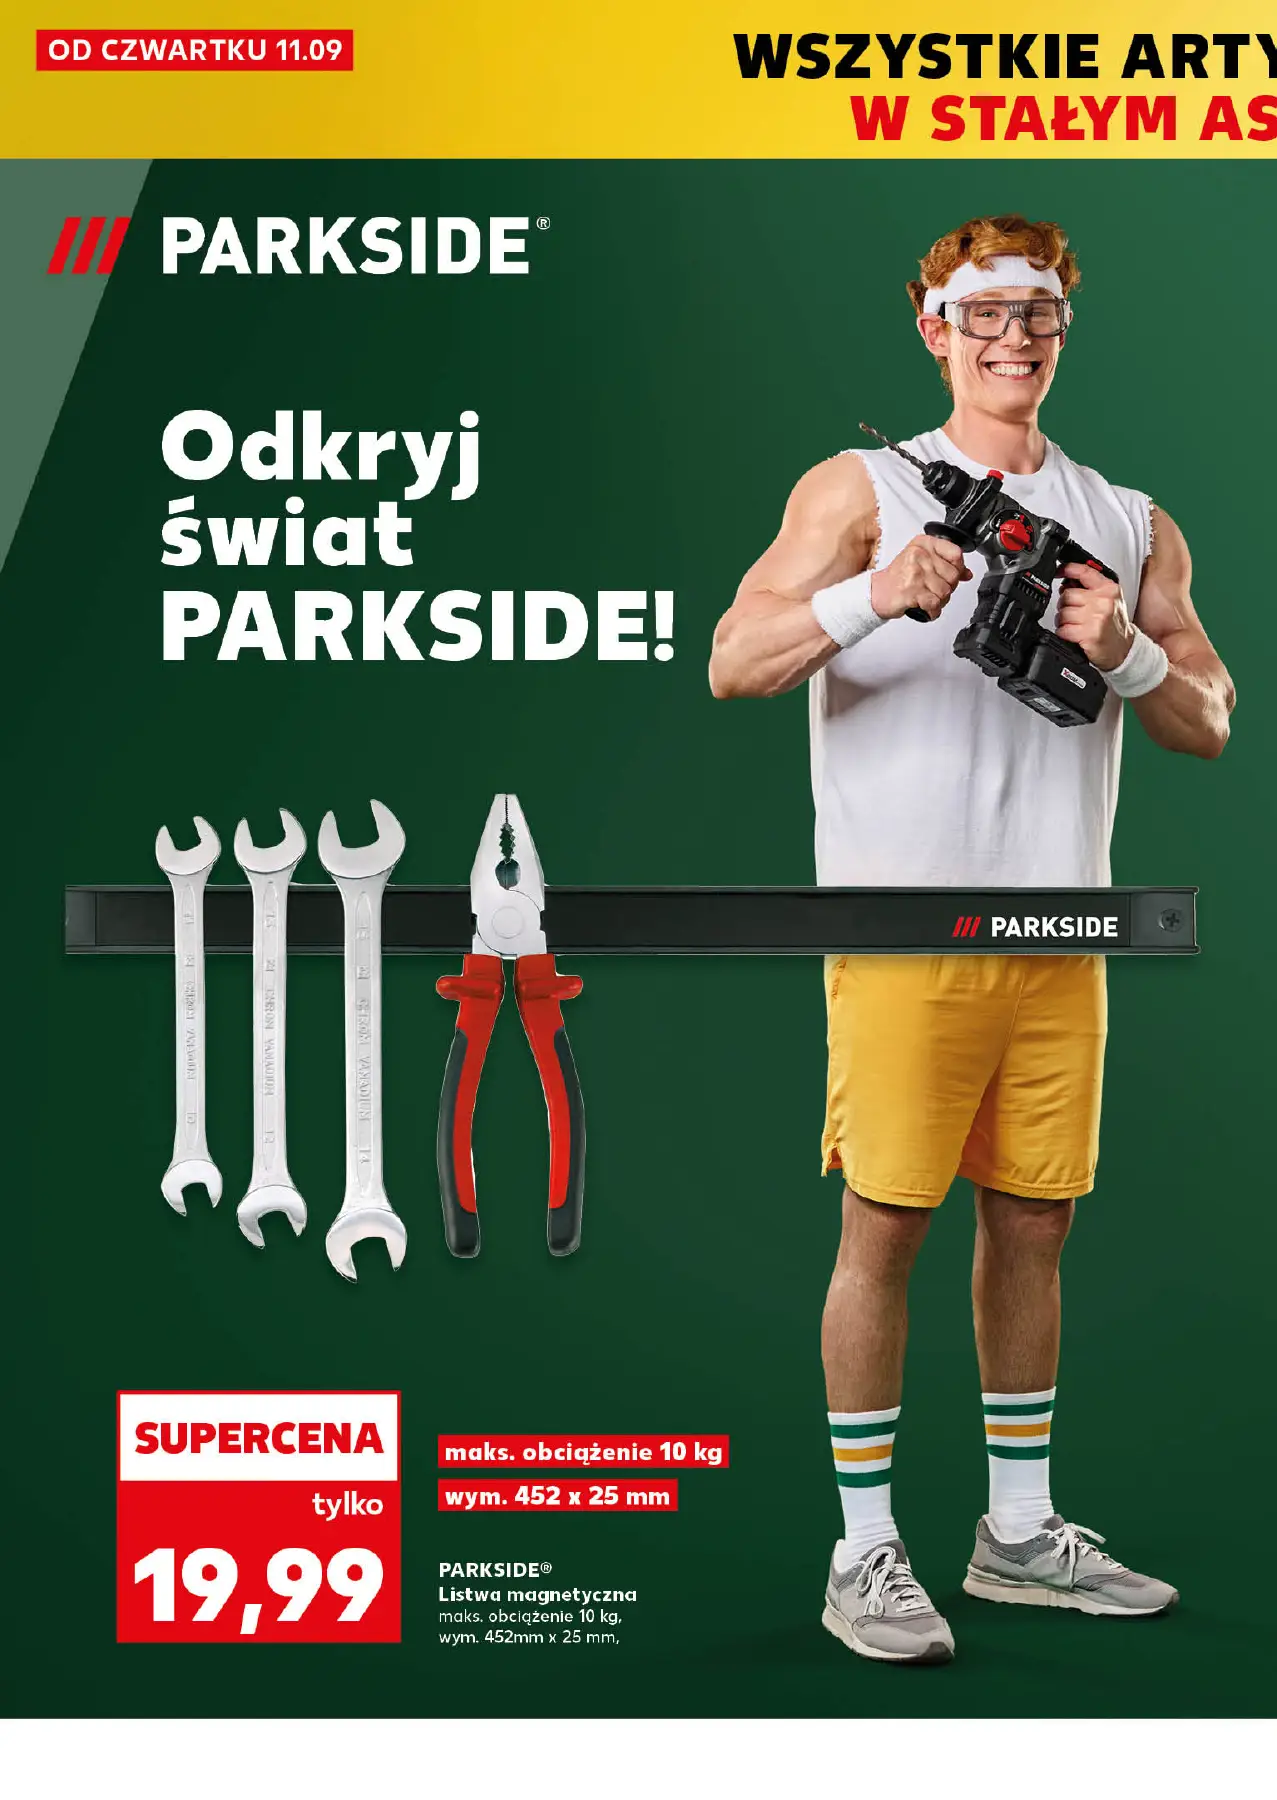 OD CZWARTKU 11.09
WSZYSTKIE ARTY
W STAŁYM AS
PARKSIDE®
Odkryj
świat
PARKSIDE!
PARKSIDE
SUPERCENA
tylko
19,99
maks. obciążenie 10 kg
wym. 452 x 25 mm
PARKSIDE®
Listwa magnetyczna
maks. obciążenie 10 kg,
wym. 452mm x 25 mm,